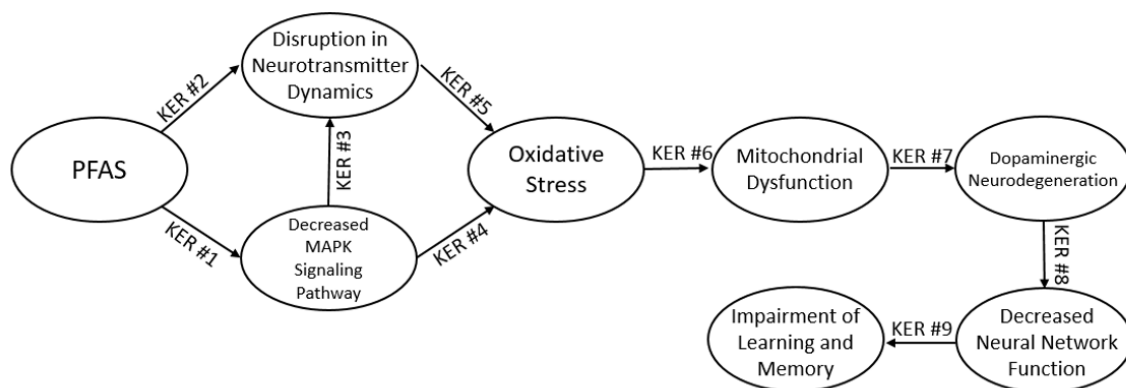 PFAS
KER #2
KER #1
Disruption in
Neurotransmitter
Dynamics
KER #3
Decreased
MAPK
Signaling
Pathway
KER #5
KER #4
Oxidative
Stress
KER #6
Mitochondrial
Dysfunction
KER #7
Dopaminergic
Neurodegeneration
KER #8
Decreased
Neural Network
Function
KER #9
Impairment of
Learning and
Memory